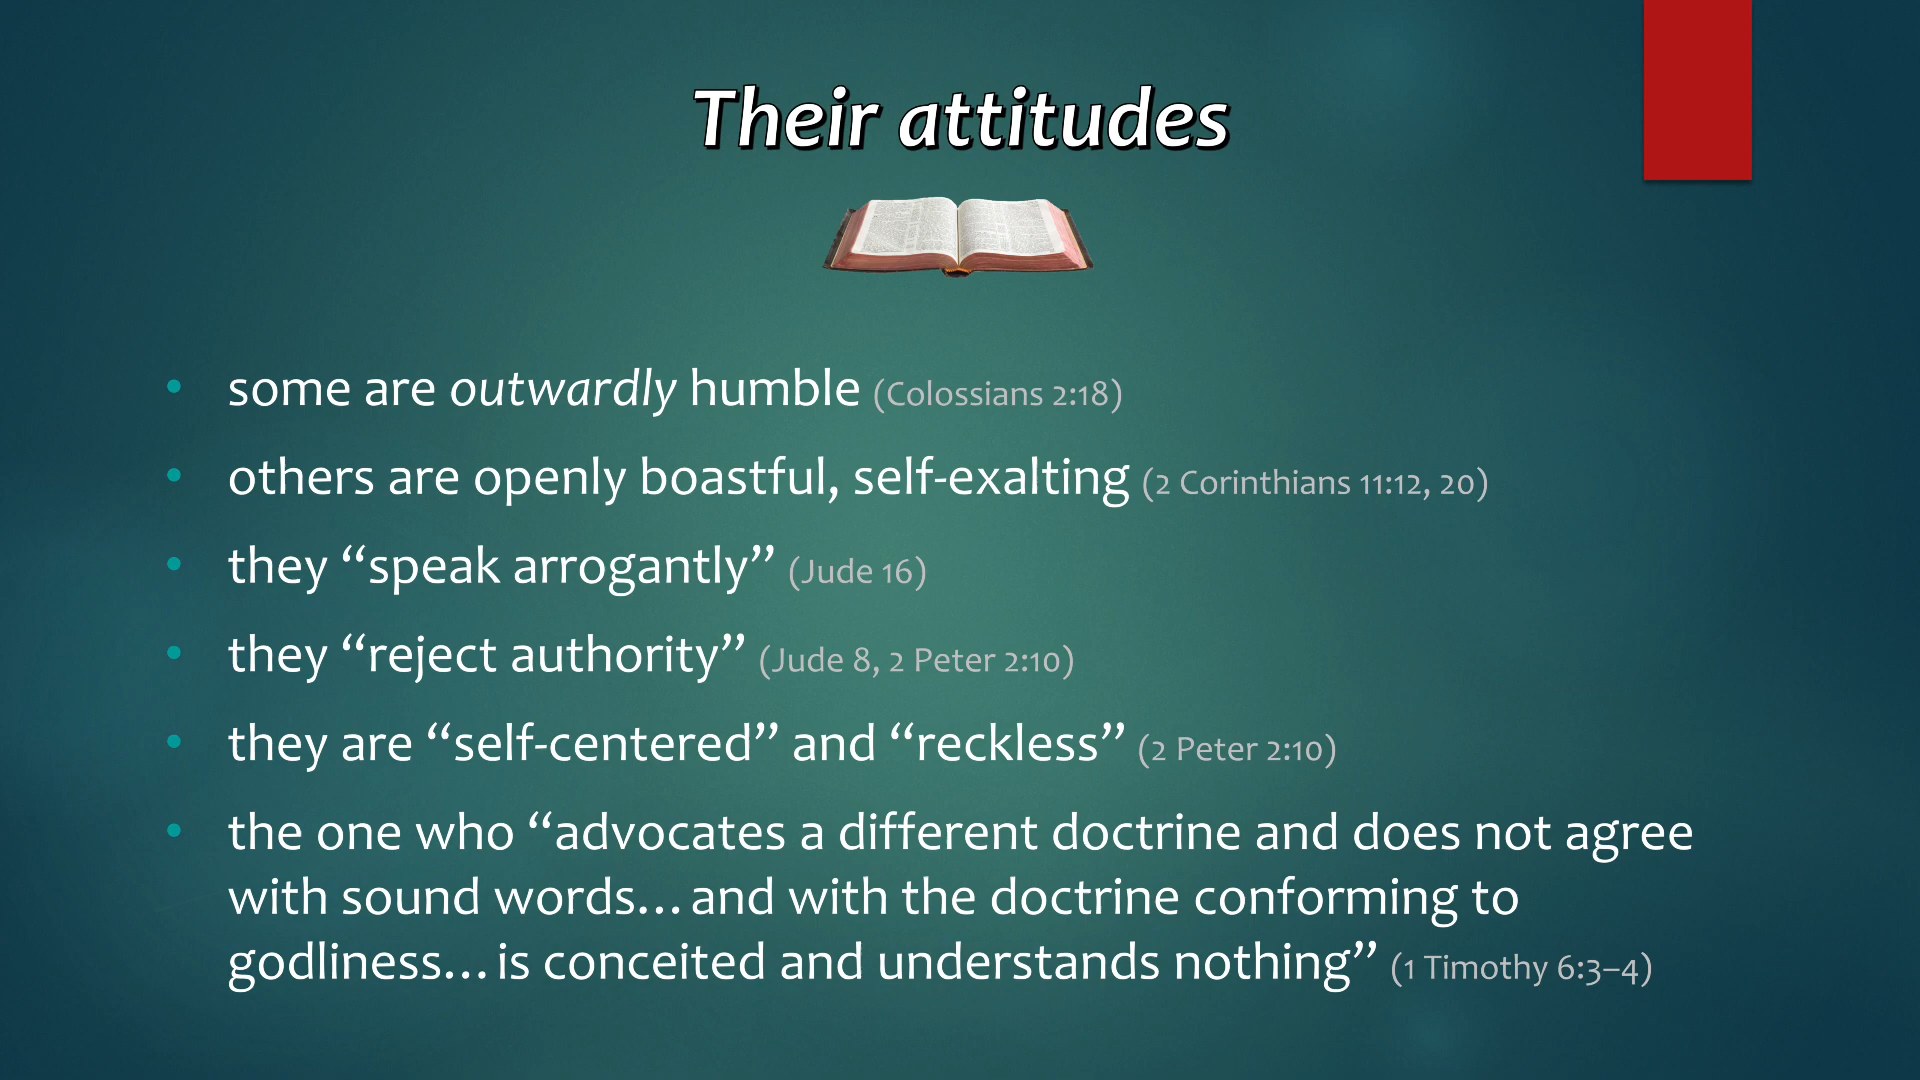 Their attitudes
• some are outwardly humble (Colossians 2:18)
• others are openly boastful, self-exalting (2 Corinthians 11:12, 20)
• they “speak arrogantly” (Jude 16)
• they “reject authority” (Jude 8, 2 Peter 2:10)
• they are “self-centered” and “reckless” (2 Peter 2:10)
• the one who “advocates a different doctrine and does not agree
with sound words…and with the doctrine conforming to
godliness…is conceited and understands nothing” (1 Timothy 6:3–4)